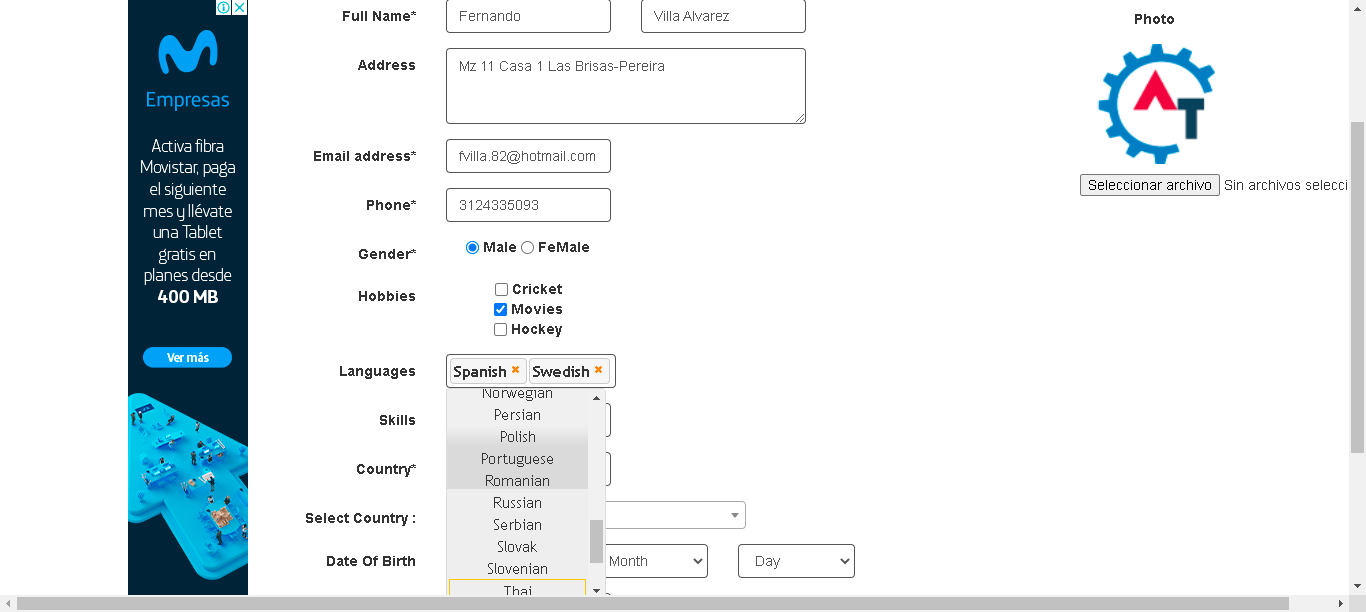 Empresas
Activa fibra
Movistar, paga
el siguiente
mes y llévate
una Tablet
gratis en
planes desde
400 MB
Ver más
Full Name* Fernando Villa Alvarez
Address Mz 11 Casa 1 Las Brisas-Pereira
Email address* fvilla.82@hotmail.com
Phone* 3124335093
Gender* Male FeMale
Hobbies Cricket
Movies
Hockey
Languages Spanish Swedish
Norwegian
Persian
Skills
Polish
Portuguese
Country*
Romanian
Russian
Select Country :
Serbian
Slovak
Date Of Birth Month Day
Slovenian
Thai
Photo
AT
Seleccionar archivo Sin archivos selecci